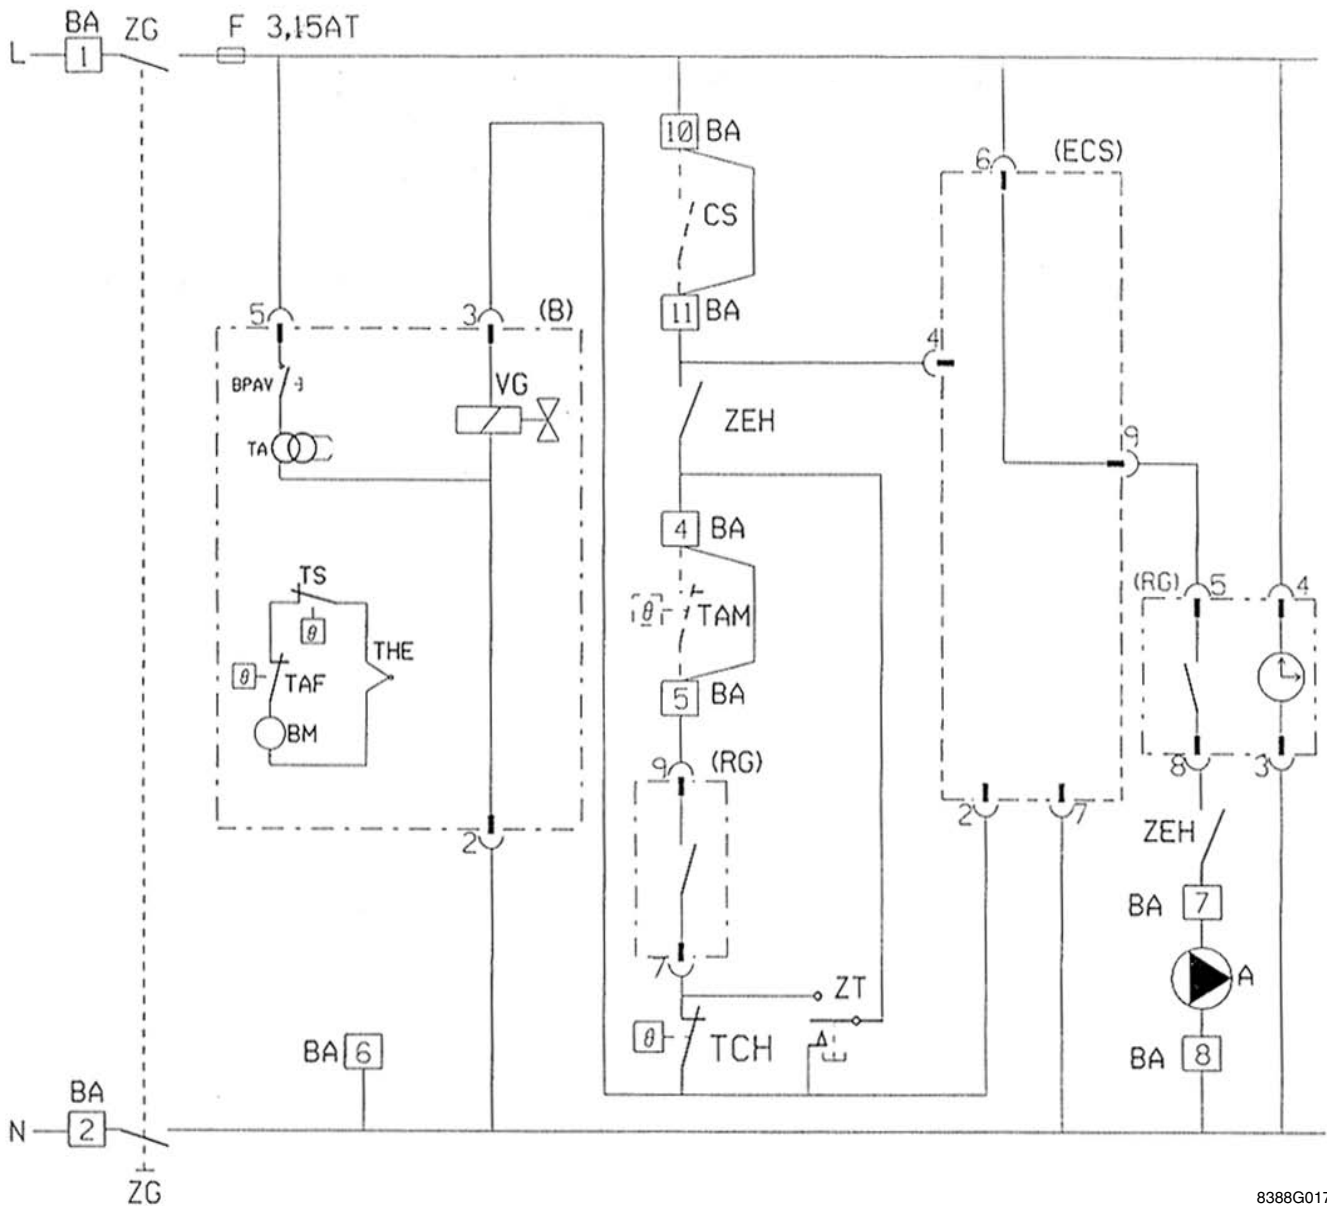 BA ZG F 3,15AT
L 1
10 BA
6 (ECS)
CS
5 3 (B)
11 BA
4
BPAV VG
ZEH
9
TA
4 BA
TS
(RG) 5 4
θ
θ TAM
THE
θ TAF
5 BA
BM
9 (RG)
8 3
2
2 7
ZEH
BA 7
7
ZT
A
BA 6
θ TCH
BA 8
BA
N 2
ZG
8388G017